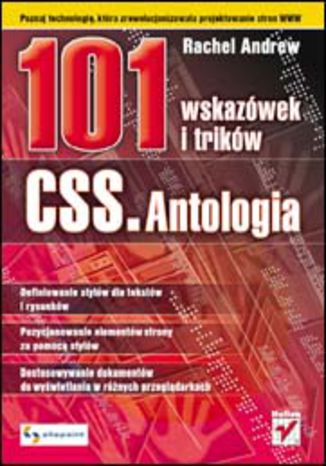 Poznaj technologię, która zrewolucjonizowała projektowanie stron WWW
Rachel Andrew
101
wskazówek
i trików
CSS. Antologia
Definiowanie stylów dla tekstów
i rysunków
Pozycjonowanie elementów strony
za pomocą stylów
Dostosowywanie dokumentów
do wyświetlania w różnych przeglądarkach
sitepoint
Helion